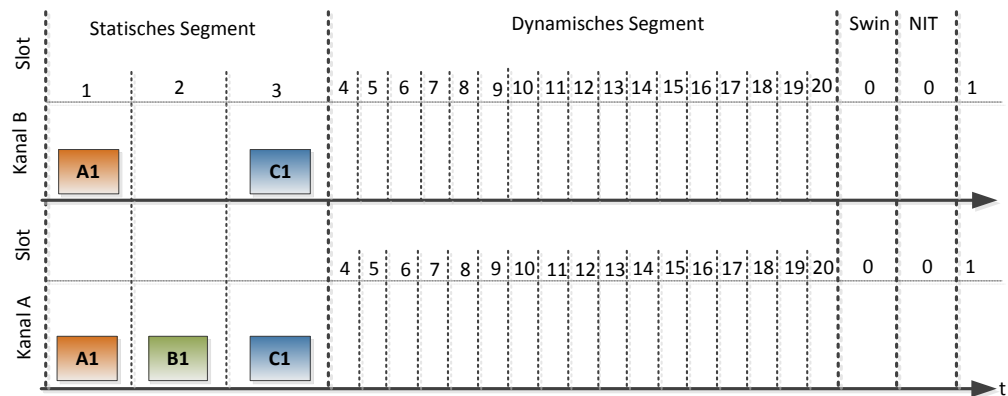 Statisches Segment Dynamisches Segment Swin NIT
Slot
1 2 3 4 5 6 7 8 9 10 11 12 13 14 15 16 17 18 19 20 0 0 1
Kanal B
A1 C1
Slot
4 5 6 7 8 9 10 11 12 13 14 15 16 17 18 19 20 0 0 1
Kanal A
A1 B1 C1
t